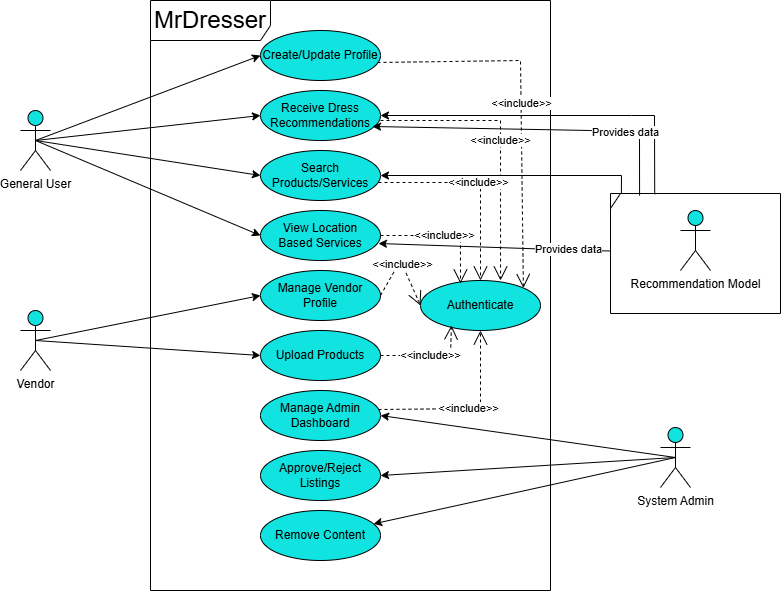 MrDresser
Create/Update Profile
<<include>>
Receive Dress
Recommendations
Provides data
<<include>>
General User
Search
Products/Services
<<include>>
View Location
Based Services
<<include>>
Provides data
Recommendation Model
<<include>>
Manage Vendor
Profile
Authenticate
Vendor
Upload Products
<<include>>
Manage Admin
Dashboard
<<include>>
Approve/Reject
Listings
System Admin
Remove Content